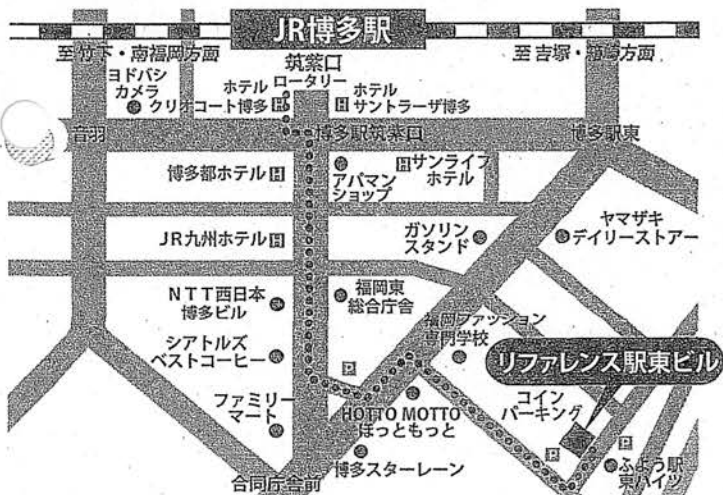 JR博多駅
至 竹下・南福岡方面
至 吉塚・箱崎方面
筑紫口
ロータリー
ヨドバシ
カメラ
ホテル
クリオコート博多 H
ホテル
H サントラーザ博多
音羽
博多駅筑紫口
博多駅東
博多都ホテル H
アパマン
ショップ
H サンライフ
ホテル
JR九州ホテル H
ガソリン
スタンド
ヤマザキ
デイリーストアー
NTT西日本
博多ビル
福岡東
総合庁舎
福岡ファッション
専門学校
シアトルズ
ベストコーヒー
P
リファレンス駅東ビル
ファミリー
マート
HOTTO MOTTO
ほっともっと
コイン
パーキング
P
P
博多スターレーン
ふよう駅
東ハイツ
合同庁舎前